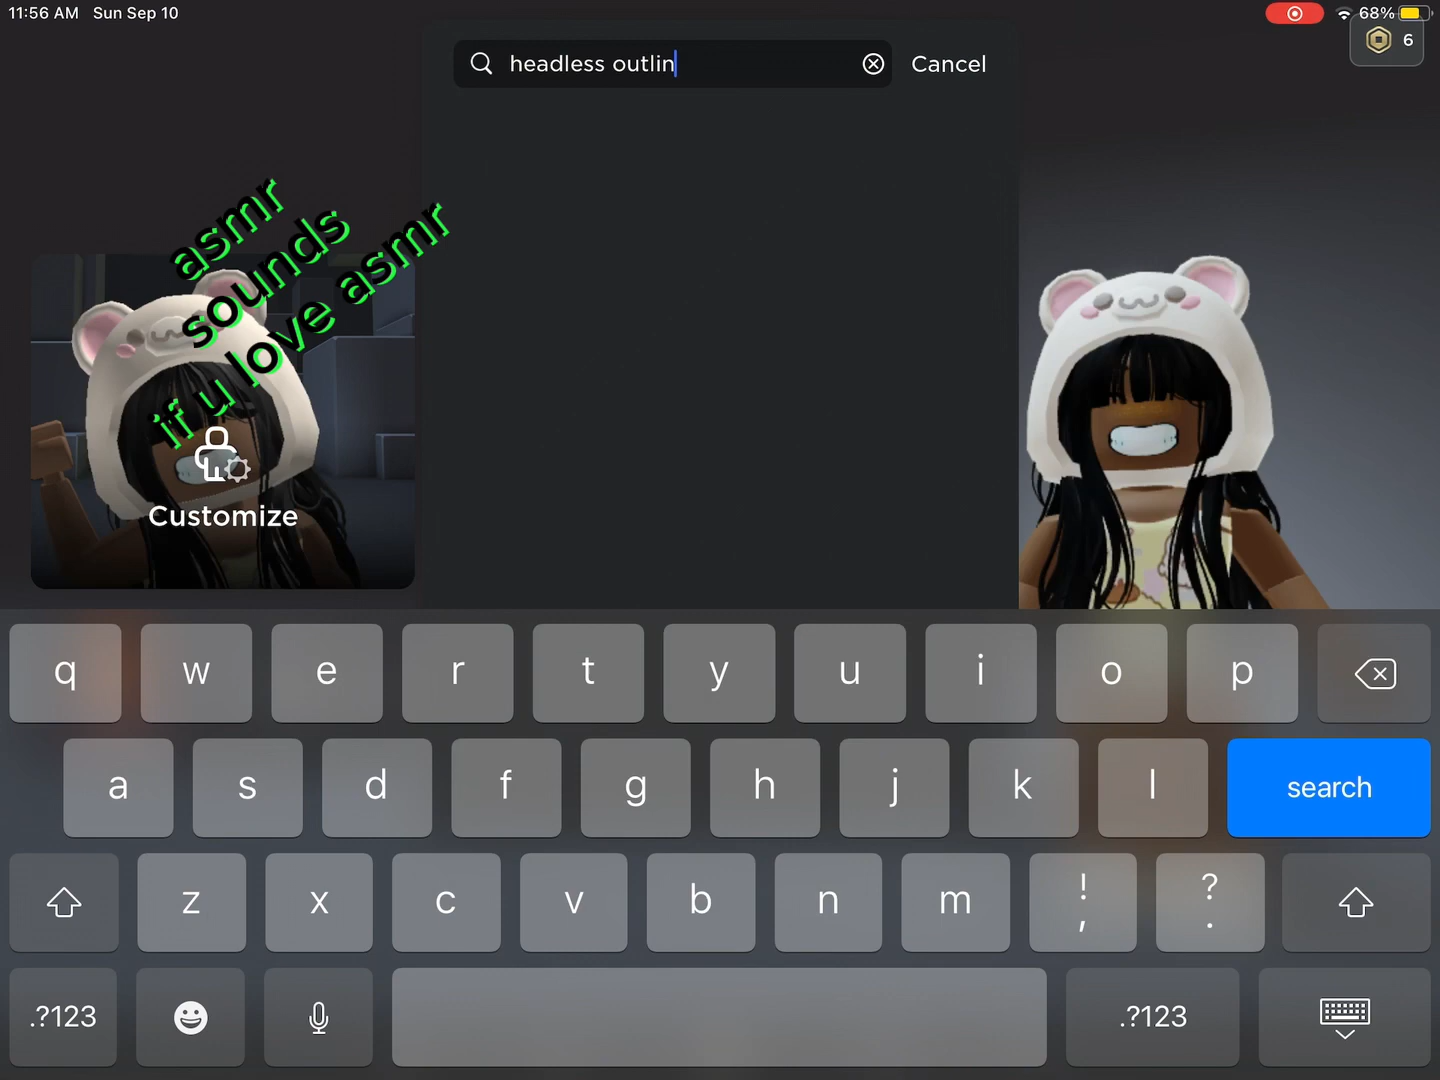 11:56 AM Sun Sep 10
68%
6
headless outlin
Cancel
asmr
sounds
if u love asmr
Customize
q w e r t y u i o p
a s d f g h j k l search
z x c v b n m ! , ? .
.?123 .?123